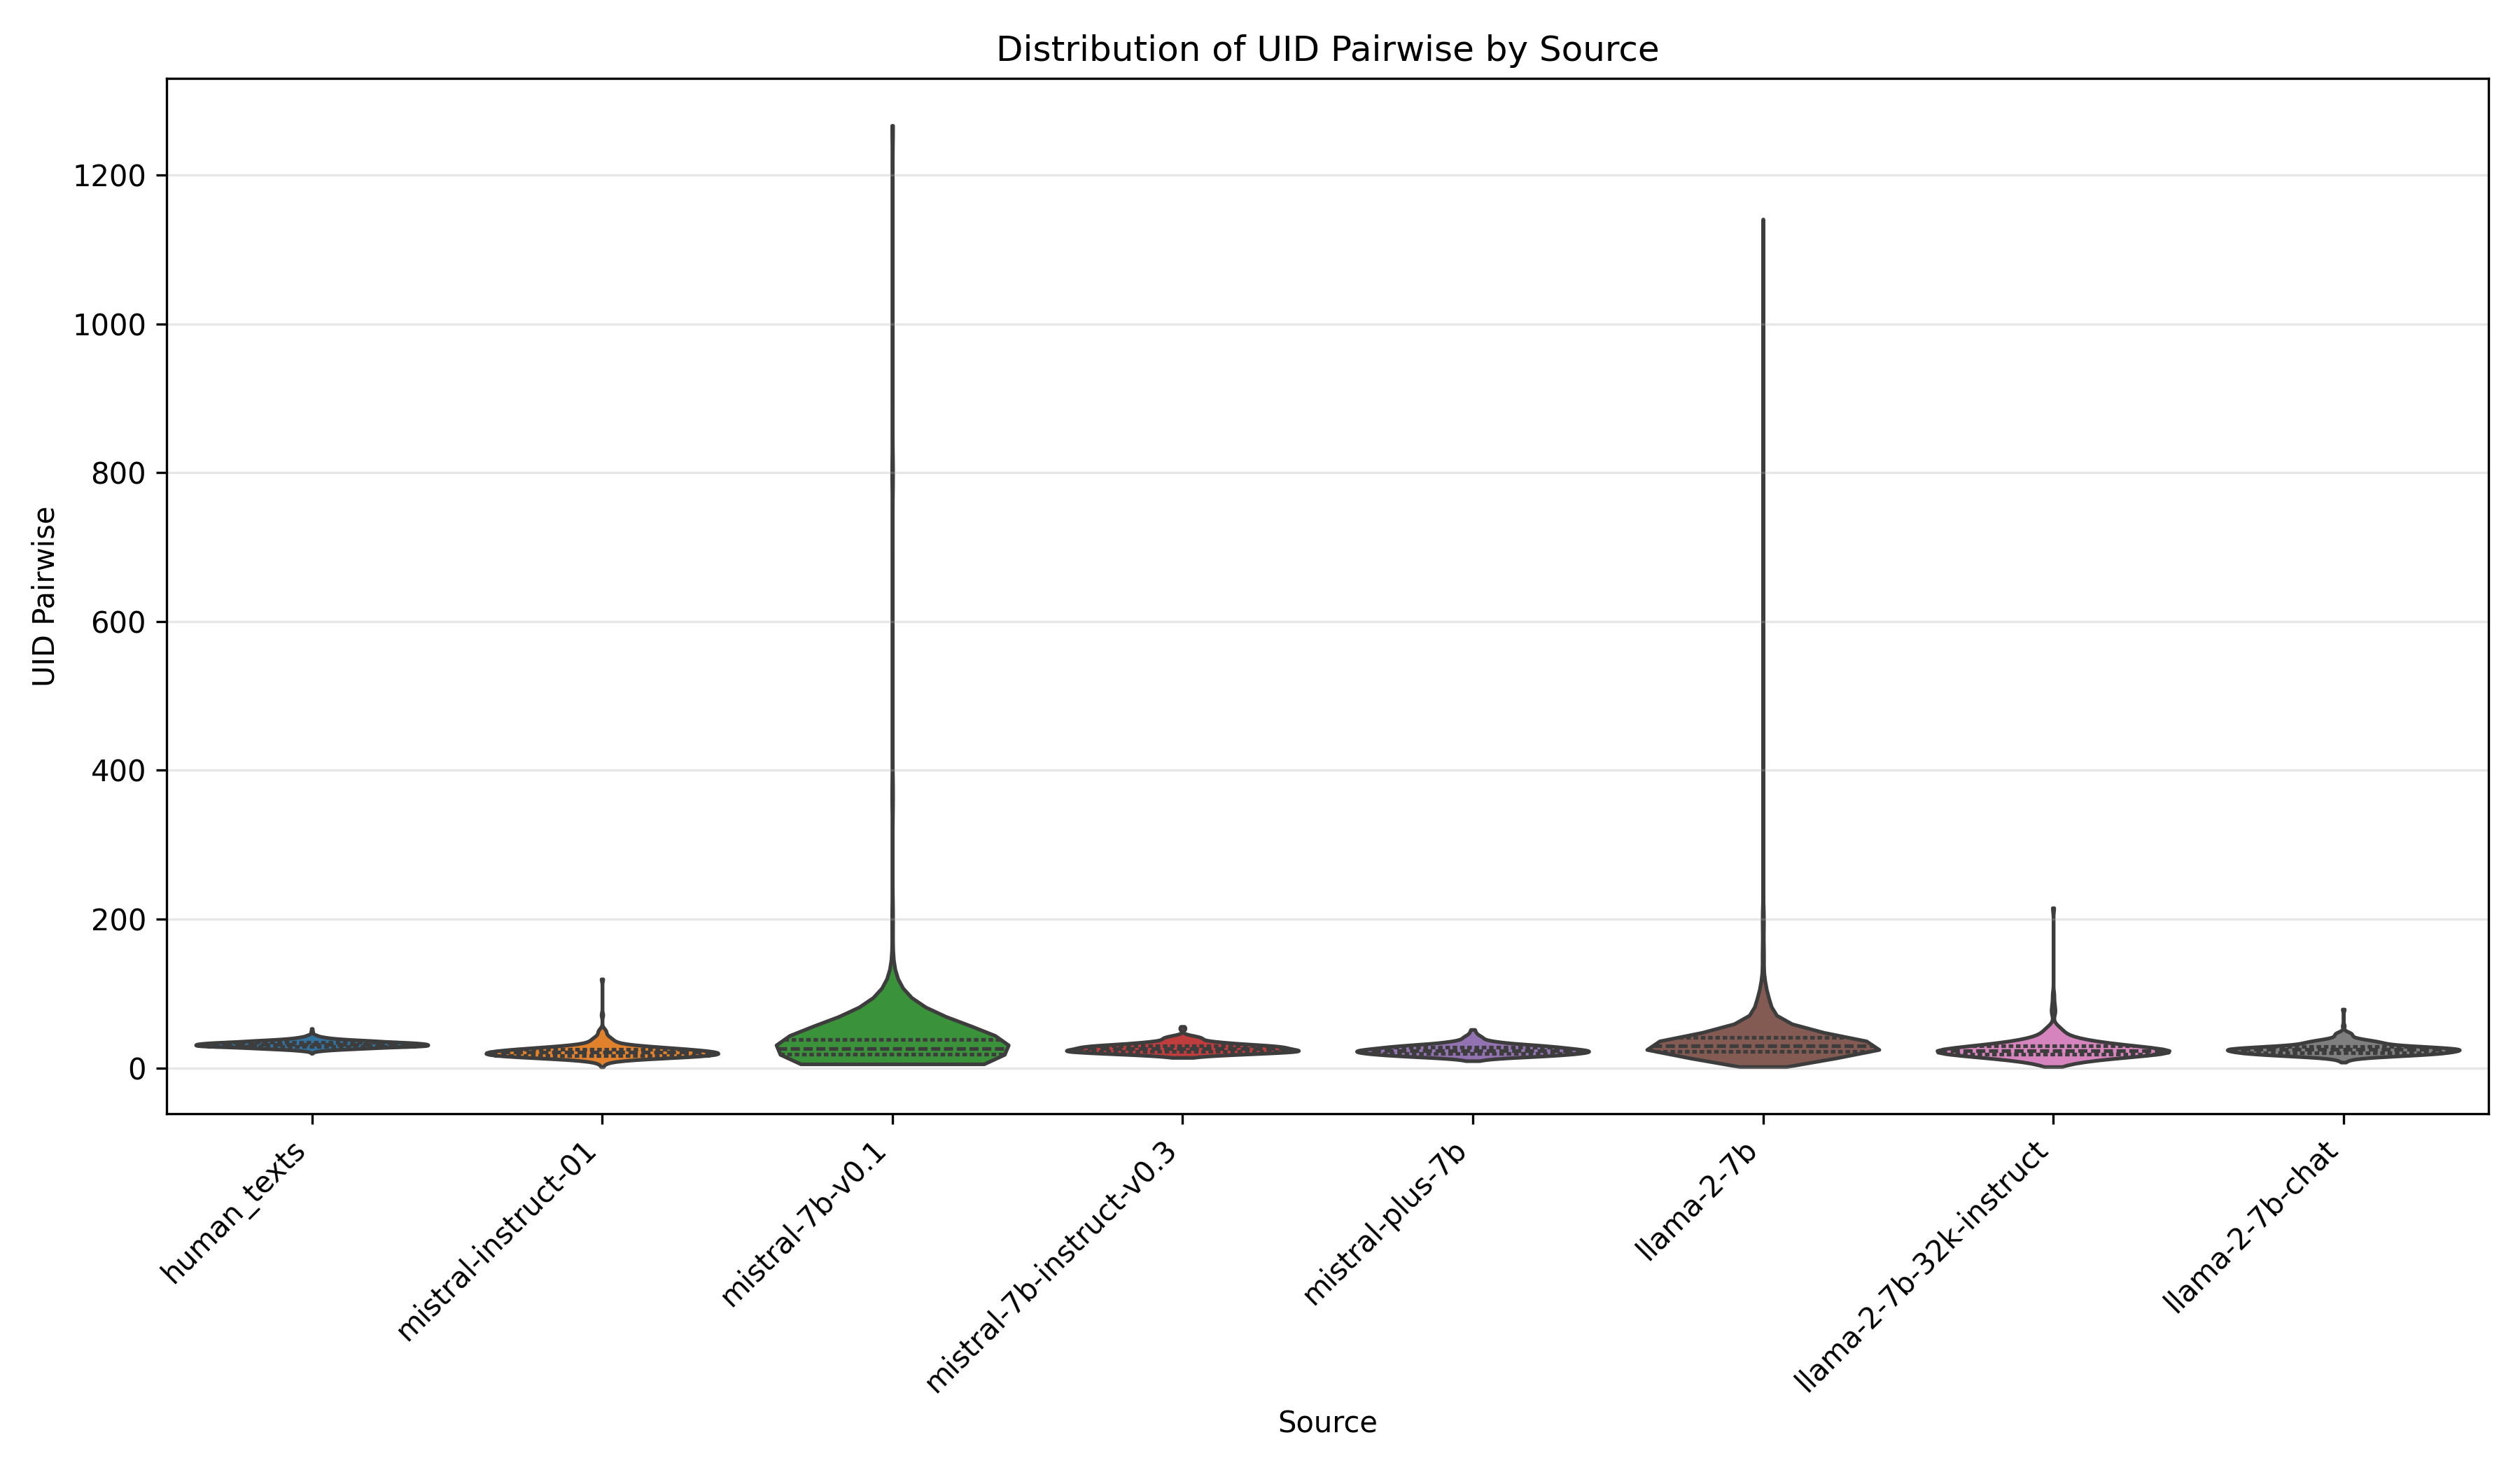 Distribution of UID Pairwise by Source
UID Pairwise
1200
1000
800
600
400
200
0
human_texts
mistral-instruct-01
mistral-7b-v0.1
mistral-7b-instruct-v0.3
mistral-plus-7b
llama-2-7b
llama-2-7b-32k-instruct
llama-2-7b-chat
Source